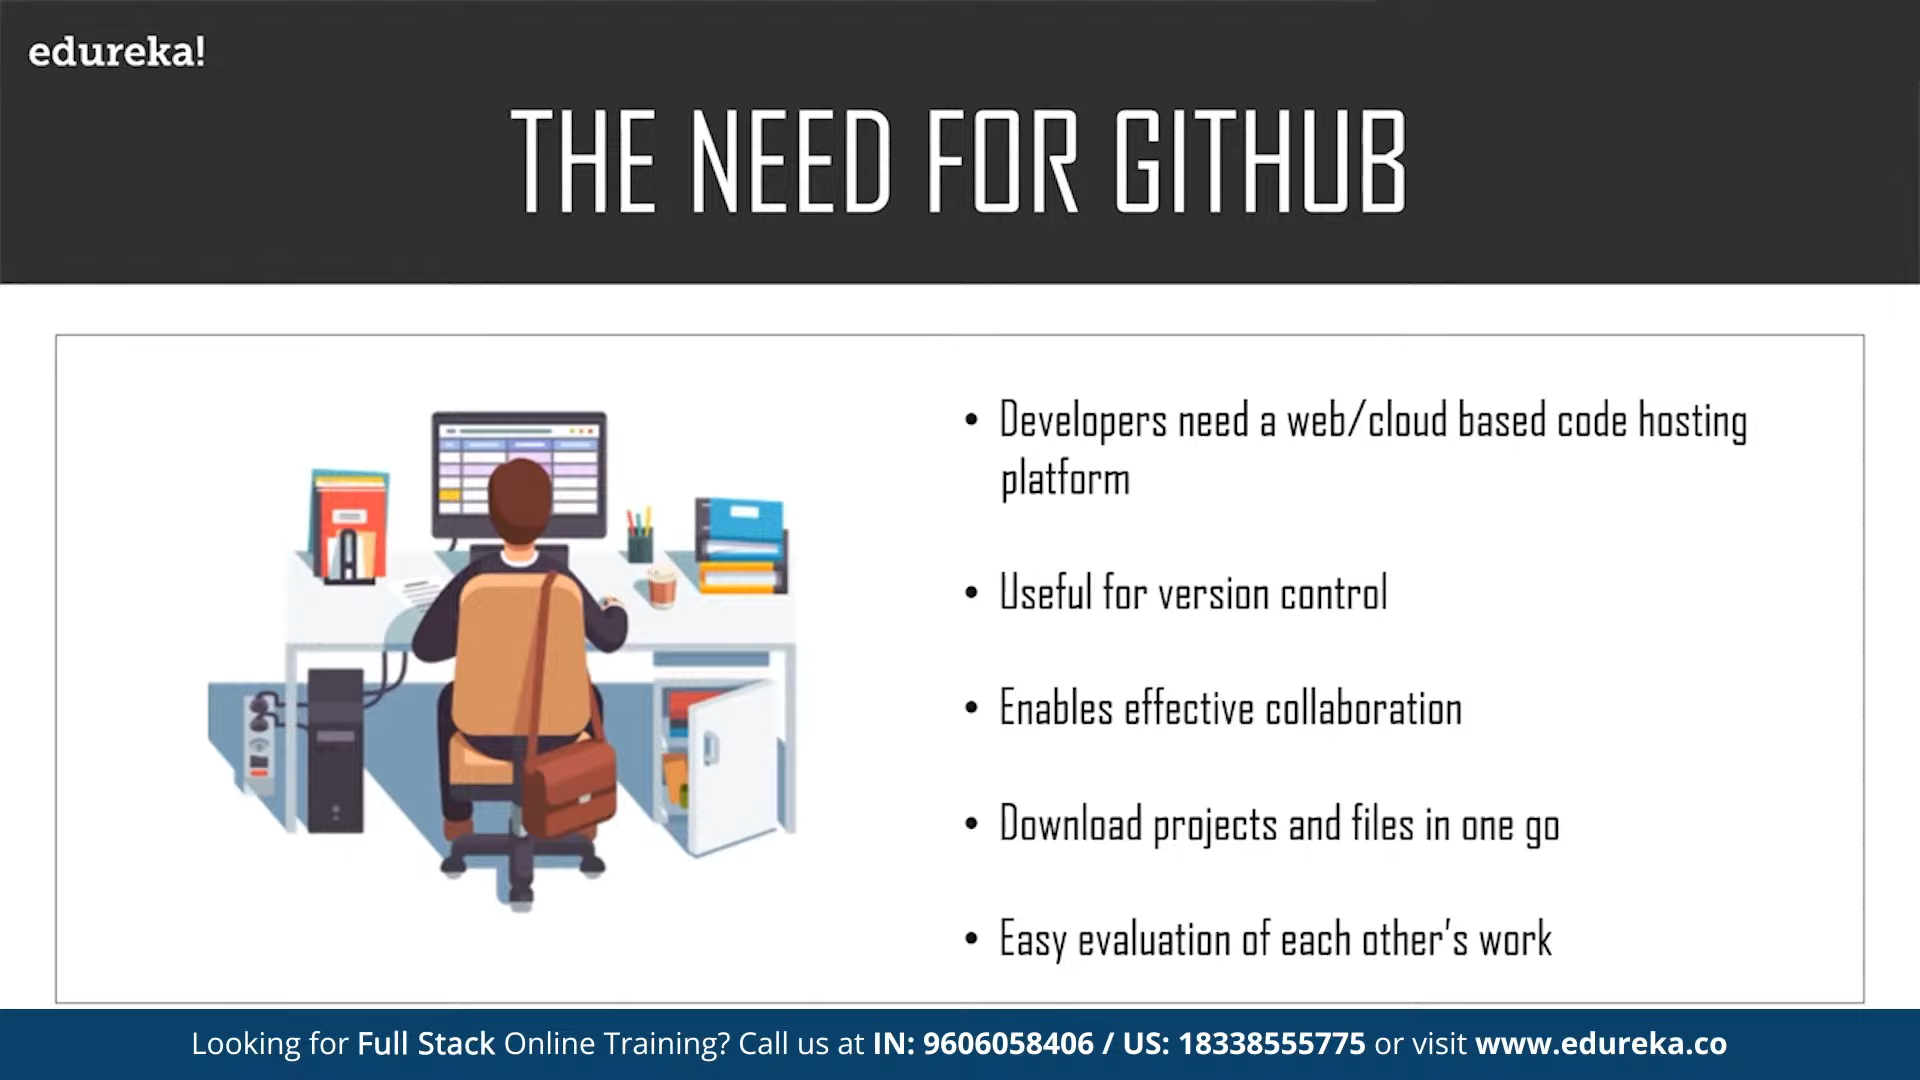 edureka!
THE NEED FOR GITHUB
• Developers need a web/cloud based code hosting
platform
• Useful for version control
• Enables effective collaboration
• Download projects and files in one go
• Easy evaluation of each other's work
Looking for Full Stack Online Training? Call us at IN: 9606058406 / US: 18338555775 or visit www.edureka.co